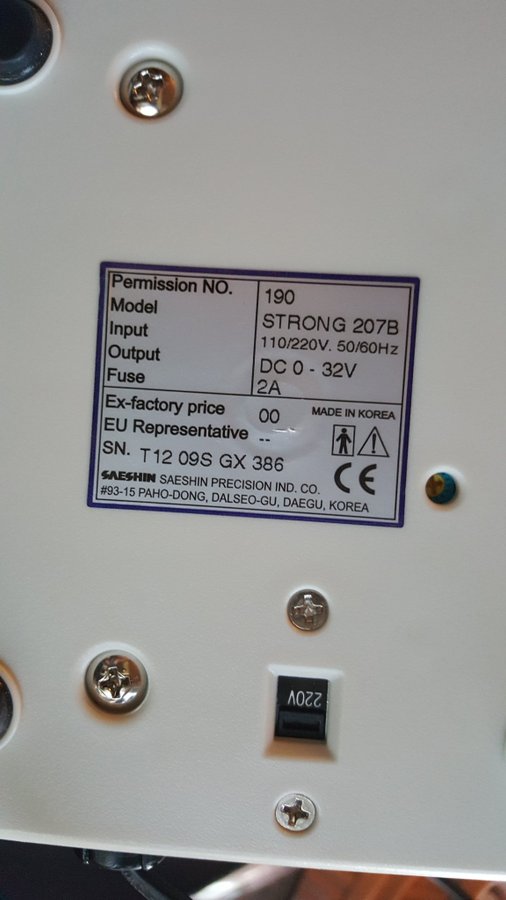 Permission NO. 190
Model STRONG 207B
Input 110/220V. 50/60Hz
Output DC 0 - 32V
Fuse 2A
Ex-factory price 00 MADE IN KOREA
EU Representative --
SN. T12 09S GX 386
CE
SAESHIN SAESHIN PRECISION IND. CO.
#93-15 PAHO-DONG, DALSEO-GU, DAEGU, KOREA
220V